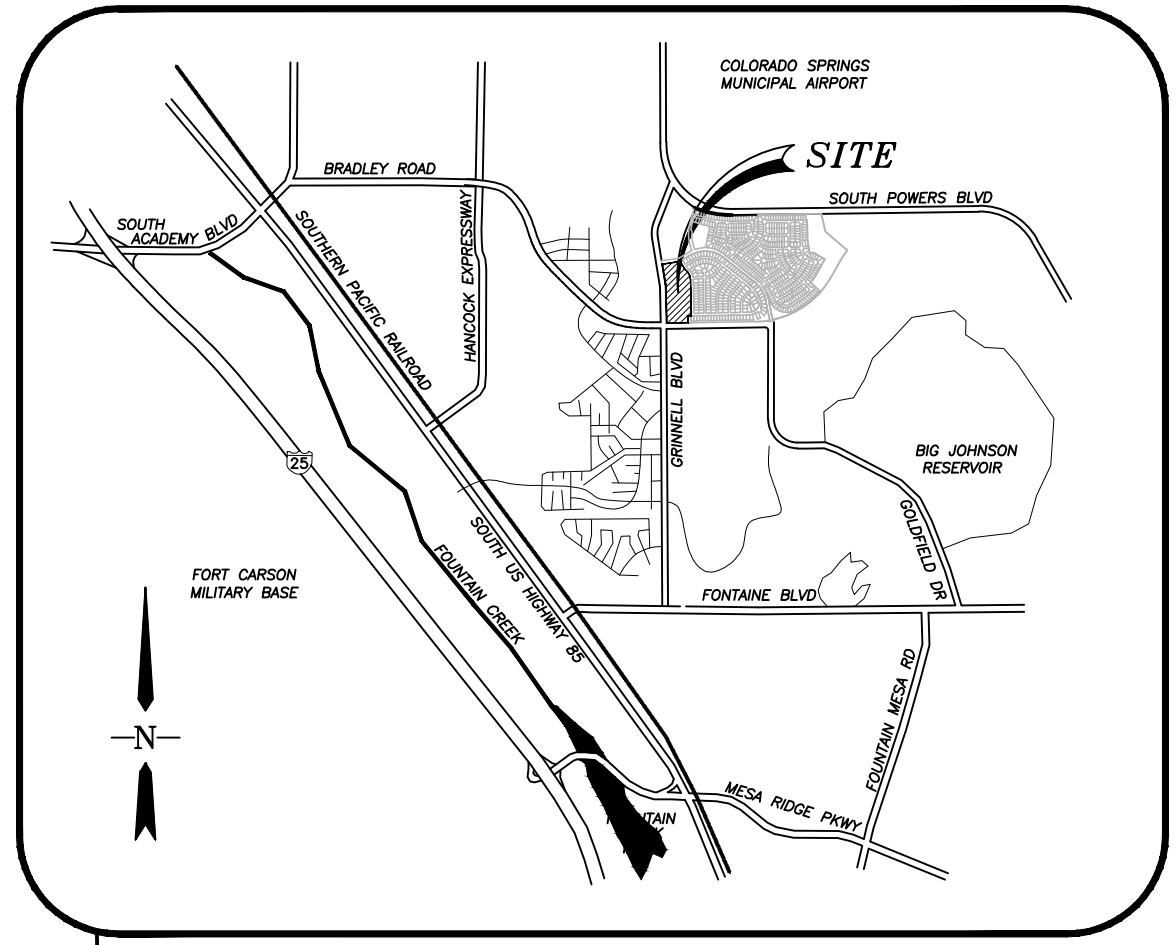 COLORADO SPRINGS
MUNICIPAL AIRPORT
SITE
BRADLEY ROAD
SOUTH POWERS BLVD
SOUTH
ACADEMY BLVD
SOUTHERN PACIFIC RAILROAD
HANCOCK EXPRESSWAY
GRINNELL BLVD
25
BIG JOHNSON
RESERVOIR
GOLDFIELD DR
SOUTH US HIGHWAY 85
FOUNTAIN CREEK
FORT CARSON
MILITARY BASE
FONTAINE BLVD
FOUNTAIN MESA RD
N
MESA RIDGE PKWY